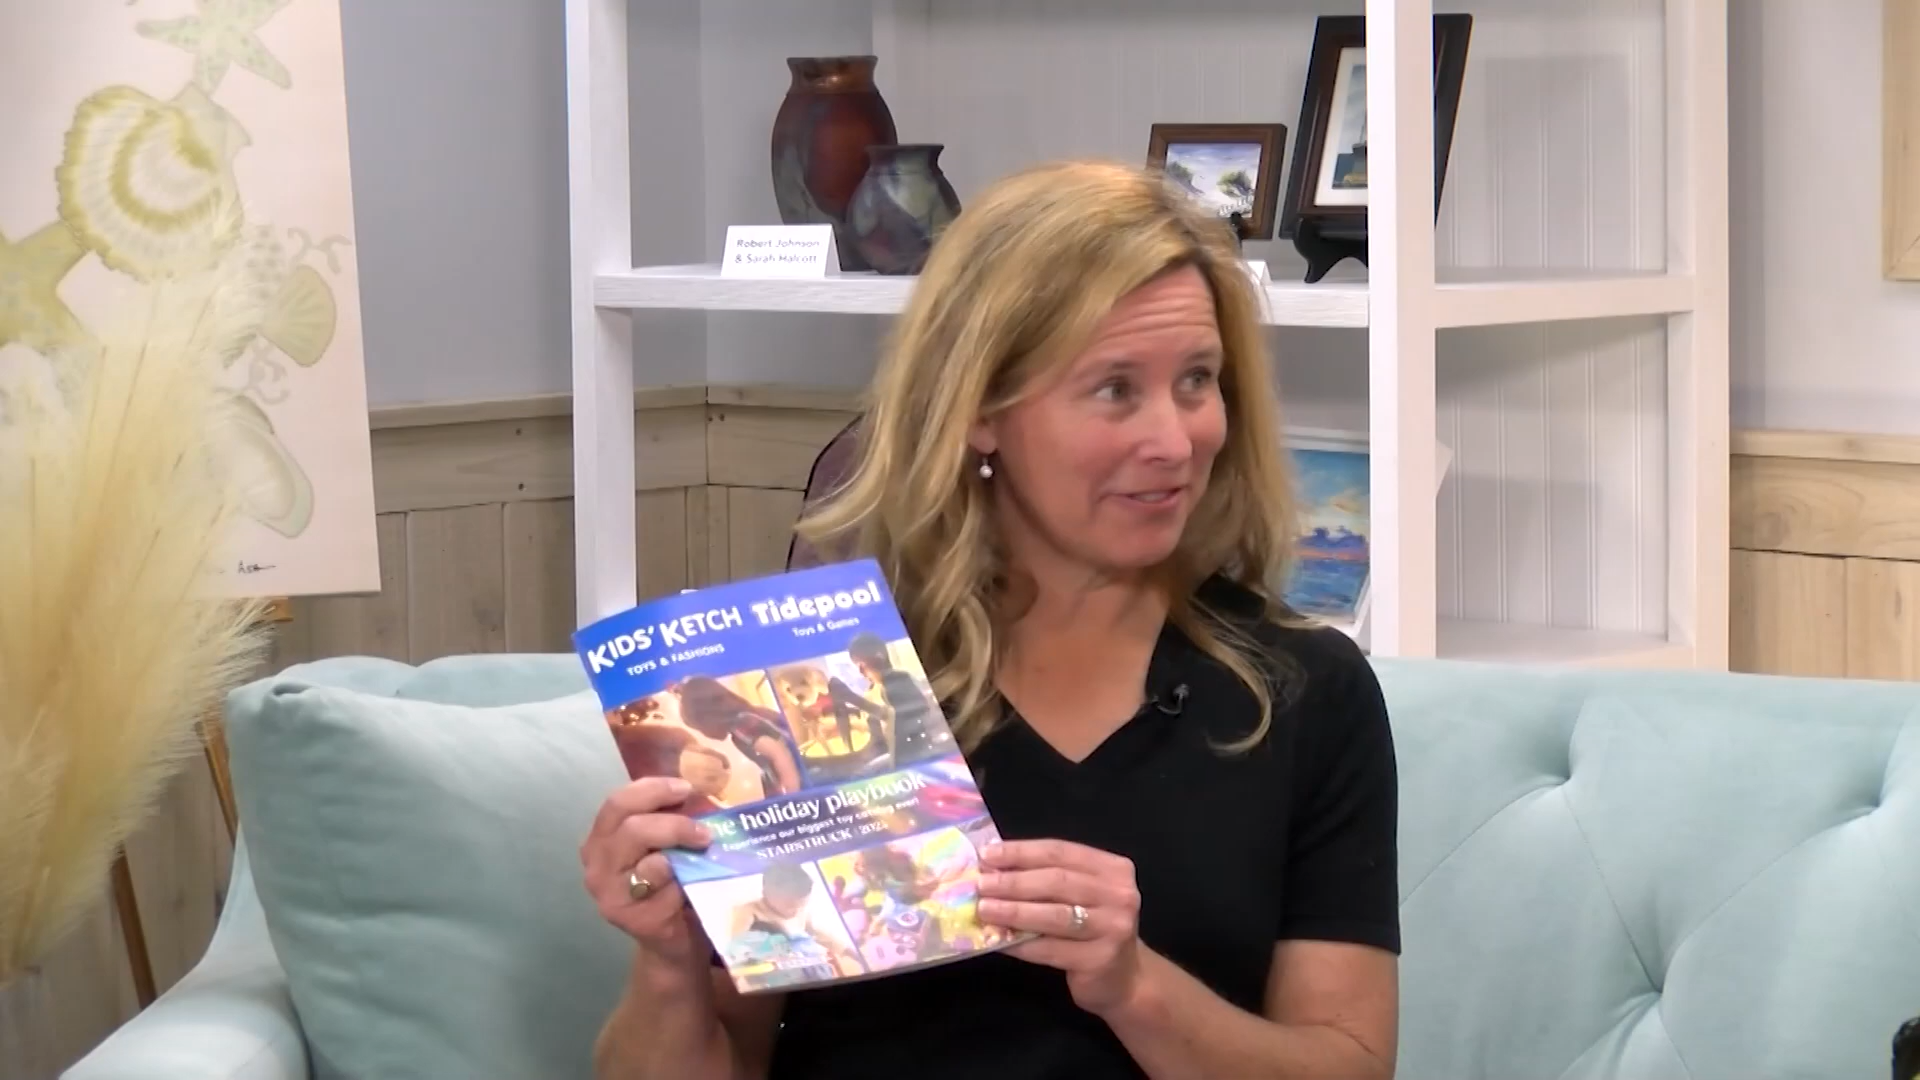 Robert Johnson
& Sarah Malcott
KIDS' KETCH Tidepool
TOYS & FASHIONS Toys & Games
he holiday playbook
Experience our biggest toy catalog ever!
STARSTRUCK